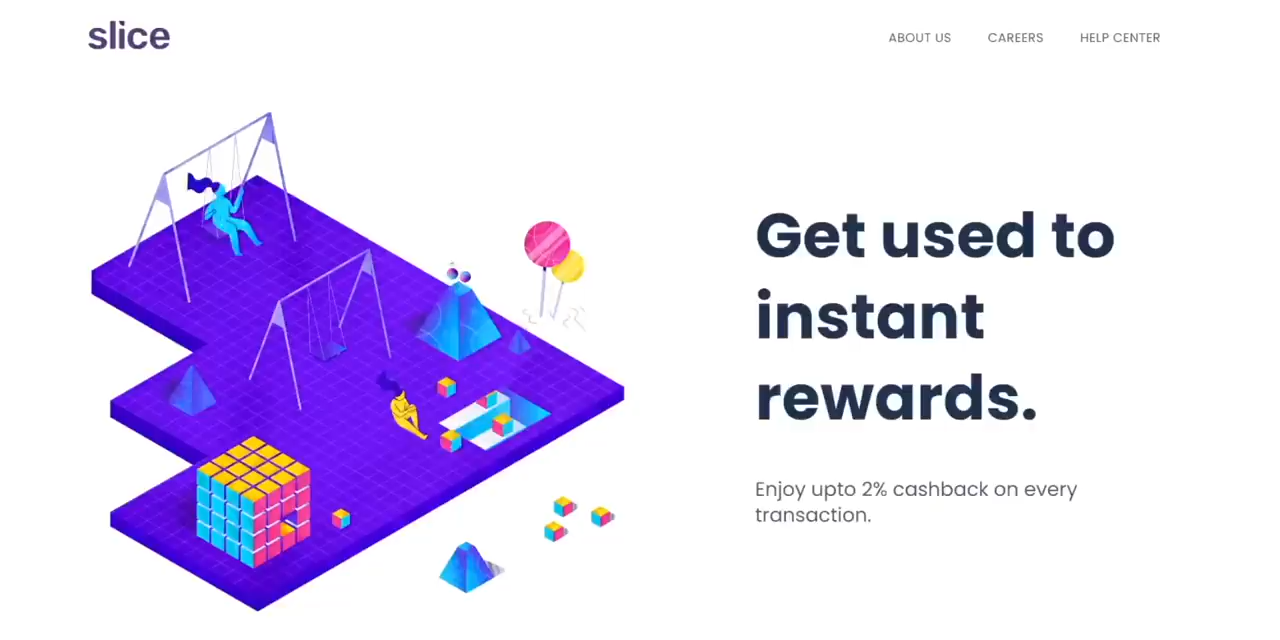 slice
ABOUT US
CAREERS
HELP CENTER
Get used to
instant
rewards.
Enjoy upto 2% cashback on every
transaction.